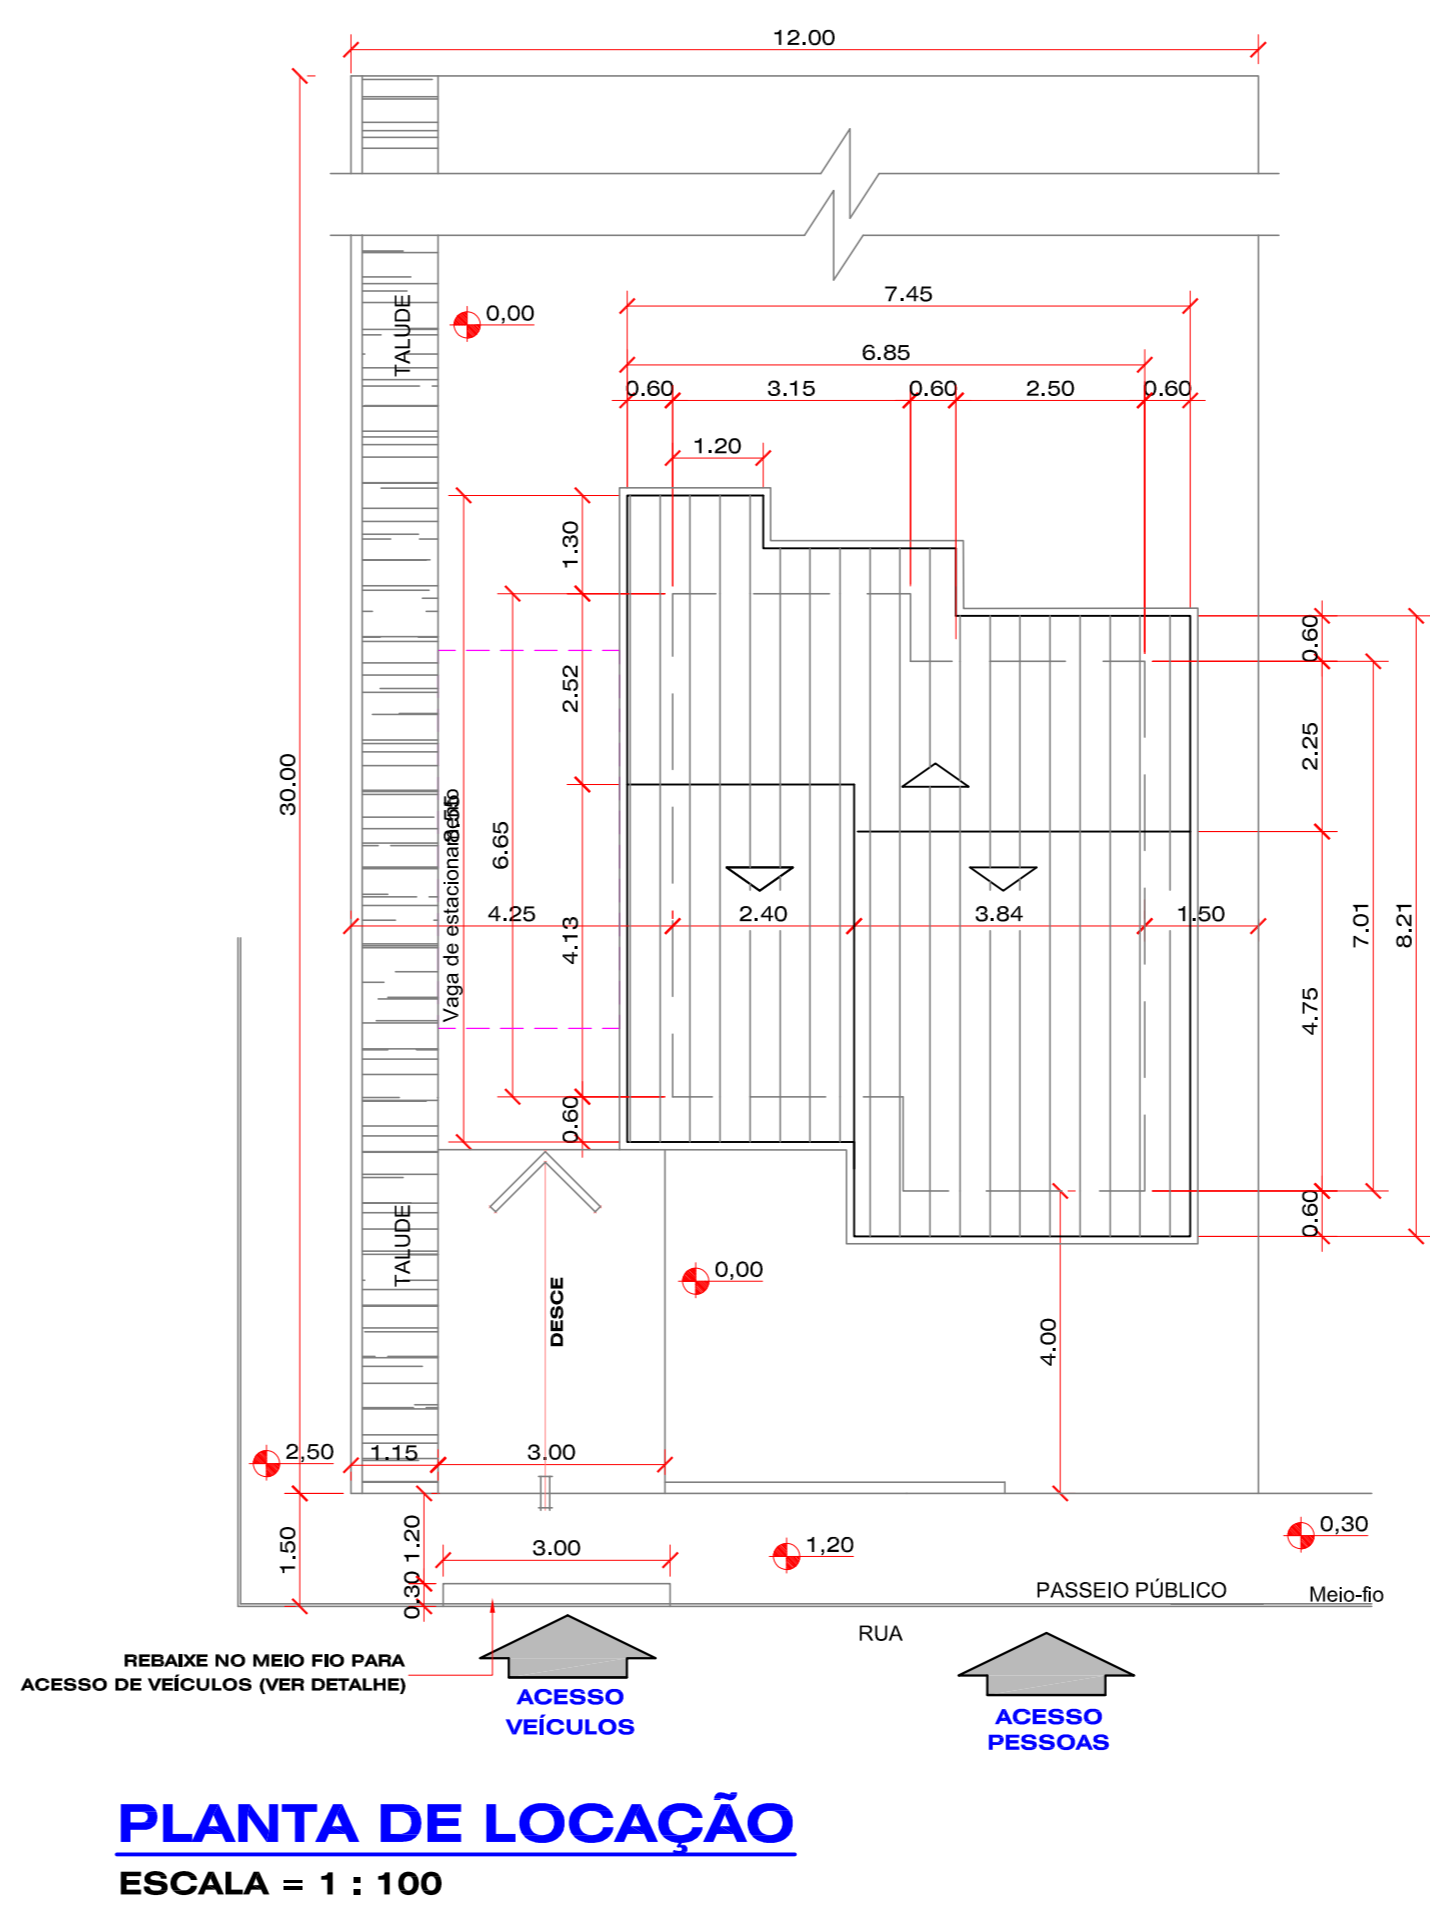 12.00
7.45
TALUDE
0,00
6.85
0.60
3.15
0.60
2.50
0.60
1.20
1.30
2.52
4.13
0.60
6.65
8.55
Vaga de estacionamento
30.00
0.60
2.25
4.75
0.60
7.01
8.21
4.25
2.40
3.84
1.50
TALUDE
DESCE
0,00
4.00
2,50
1.15
3.00
1.50
1.20
0,30
3.00
1,20
0,30
PASSEIO PÚBLICO
Meio-fio
RUA
REBAIXE NO MEIO FIO PARA
ACESSO DE VEÍCULOS (VER DETALHE)
ACESSO
VEÍCULOS
ACESSO
PESSOAS
PLANTA DE LOCAÇÃO
ESCALA = 1 : 100